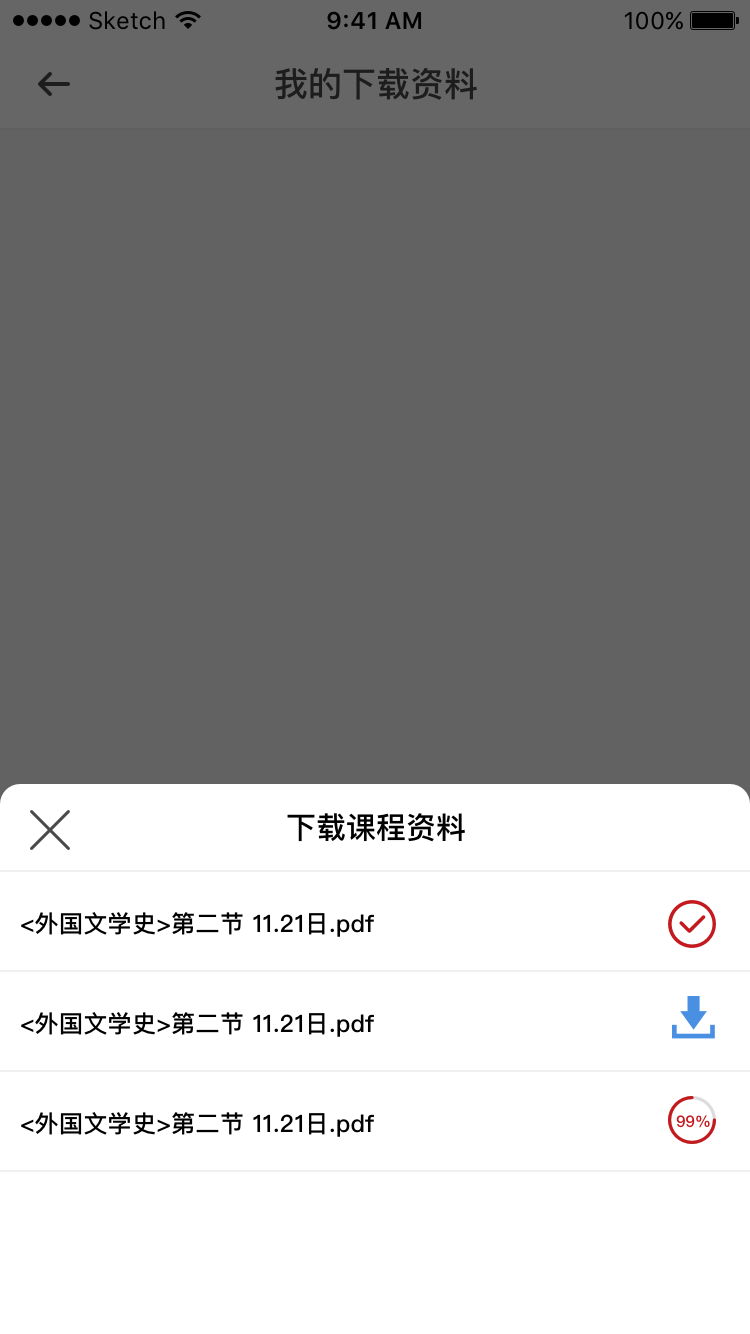 Sketch 9:41 AM 100%
我的下载资料
下载课程资料
<外国文学史>第二节 11.21日.pdf
<外国文学史>第二节 11.21日.pdf
<外国文学史>第二节 11.21日.pdf 99%